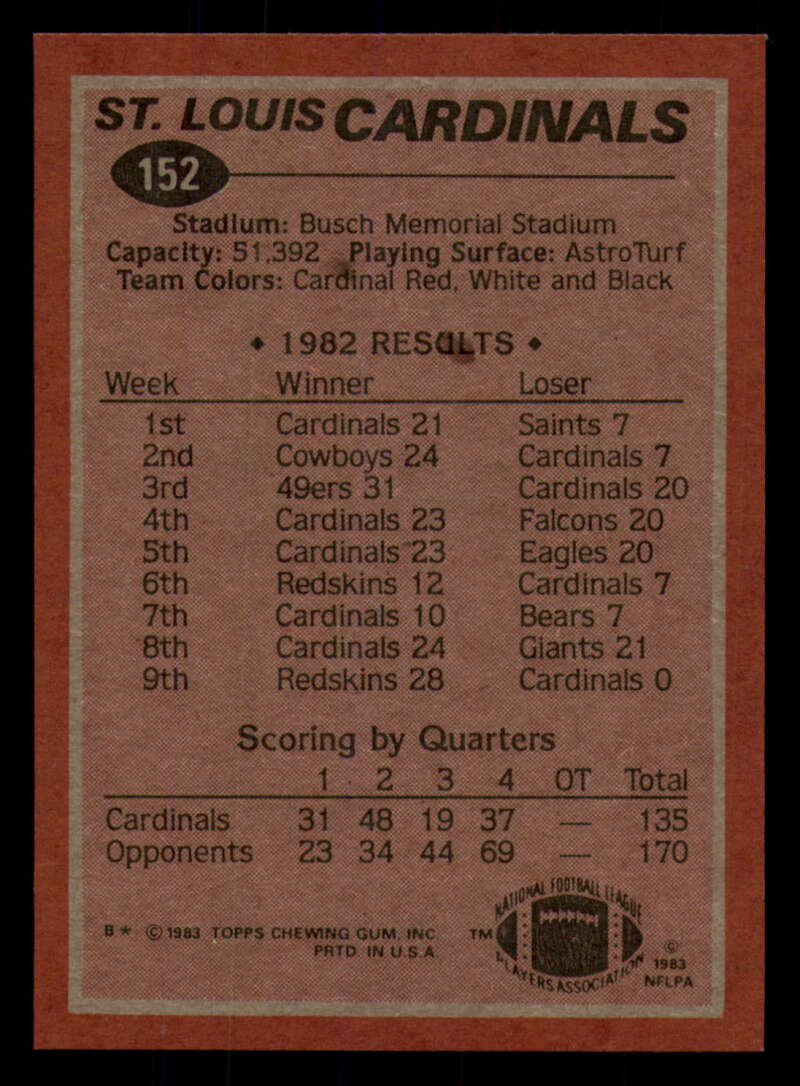 ST. LOUIS CARDINALS
152
Stadium: Busch Memorial Stadium
Capacity: 51,392 Playing Surface: AstroTurf
Team Colors: Cardinal Red, White and Black
♦ 1982 RESULTS ♦
Week Winner Loser
1st Cardinals 21 Saints 7
2nd Cowboys 24 Cardinals 7
3rd 49ers 31 Cardinals 20
4th Cardinals 23 Falcons 20
5th Cardinals 23 Eagles 20
6th Redskins 12 Cardinals 7
7th Cardinals 10 Bears 7
8th Cardinals 24 Giants 21
9th Redskins 28 Cardinals 0
Scoring by Quarters
1 2 3 4 OT Total
Cardinals 31 48 19 37 — 135
Opponents 23 34 44 69 — 170
NATIONAL FOOTBALL LEAGUE
PLAYERS ASSOCIATION
B * © 1983 TOPPS CHEWING GUM, INC
PRTD IN U.S.A.
TM
© 1983
NFLPA